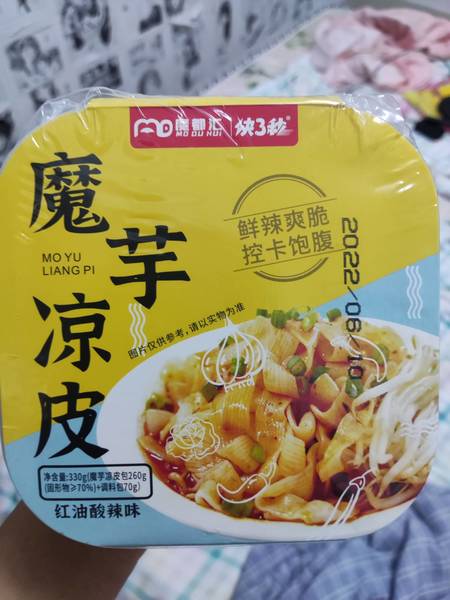 魔都汇
MO DU HUI
快3秒
魔芋凉皮
MO YU
LIANG PI
鲜辣爽脆
控卡饱腹
2022/06/10
图片仅供参考,请以实物为准
净含量:330g(魔芋凉皮包260g
(固形物≥70%)+调料包70g)
红油酸辣味